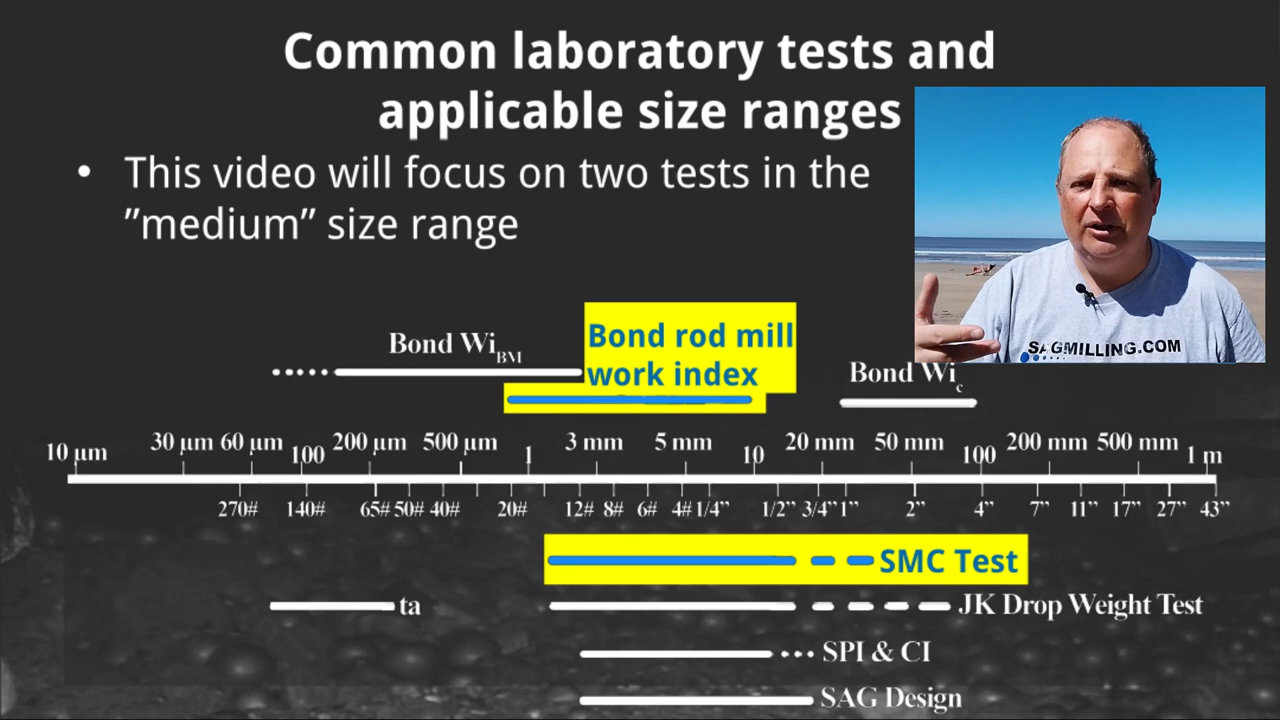 Common laboratory tests and
applicable size ranges
• This video will focus on two tests in the
”medium” size range
SAGMILLING.COM
Bond rod mill
work index
Bond WiBM
Bond Wic
10 µm 30 µm 60 µm 100 200 µm 500 µm 1 3 mm 5 mm 10 20 mm 50 mm 100 200 mm 500 mm 1 m
270# 140# 65# 50# 40# 20# 12# 8# 6# 4# 1/4” 1/2” 3/4” 1” 2” 4” 7” 11” 17” 27” 43”
SMC Test
ta
JK Drop Weight Test
SPI & CI
SAG Design